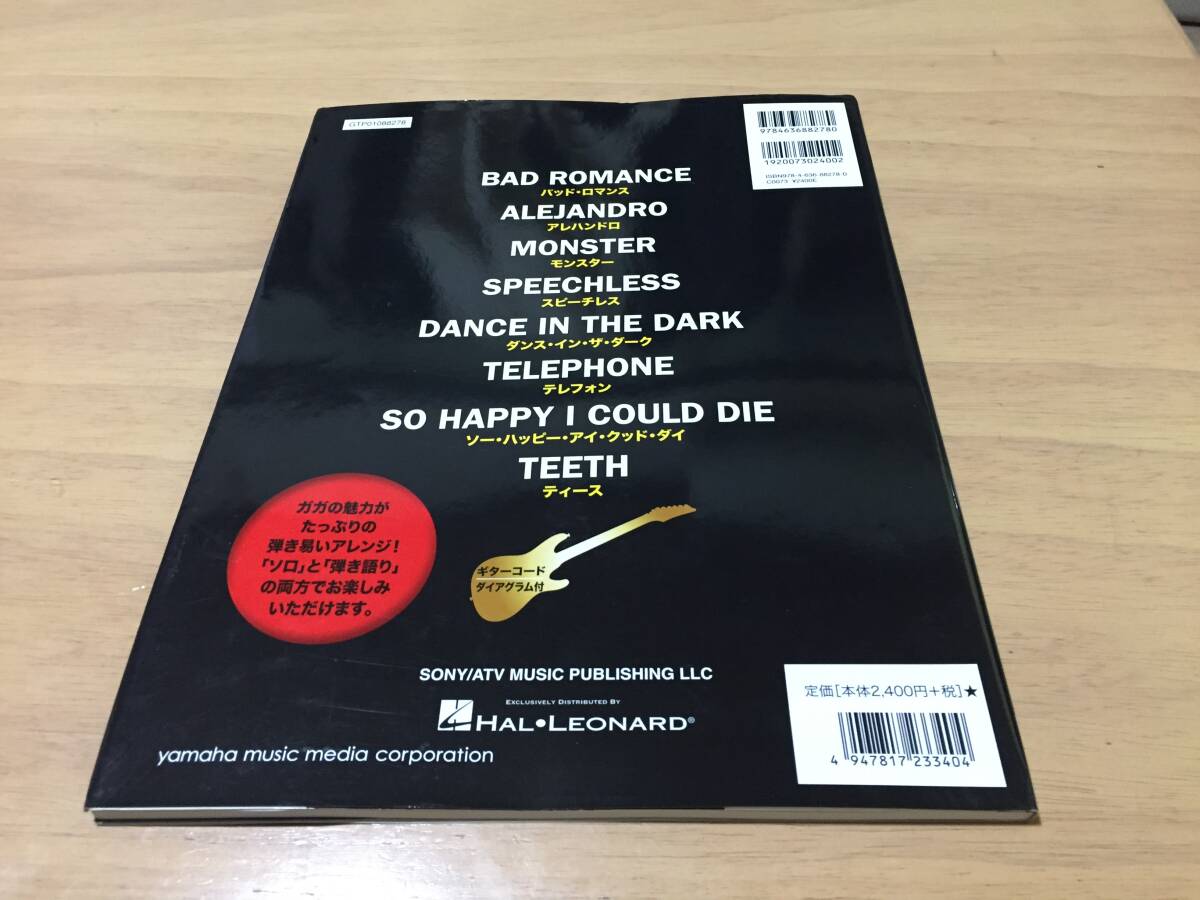 GTP01088278
9784636882780
1920073024002
ISBN978-4-636-88278-0
C0073 ¥2400E
BAD ROMANCE
バッド・ロマンス
ALEJANDRO
アレハンドロ
MONSTER
モンスター
SPEECHLESS
スピーチレス
DANCE IN THE DARK
ダンス・イン・ザ・ダーク
TELEPHONE
テレフォン
SO HAPPY I COULD DIE
ソー・ハッピー・アイ・クッド・ダイ
TEETH
ティース
ガガの魅力が
たっぷりの
弾き易いアレンジ!
「ソロ」と「弾き語り」
の両方でお楽しみ
いただけます。
ギターコード
ダイアグラム付
SONY/ATV MUSIC PUBLISHING LLC
EXCLUSIVELY DISTRIBUTED BY
HAL•LEONARD®
yamaha music media corporation
定価[本体2,400円+税]★
4 947817 233404